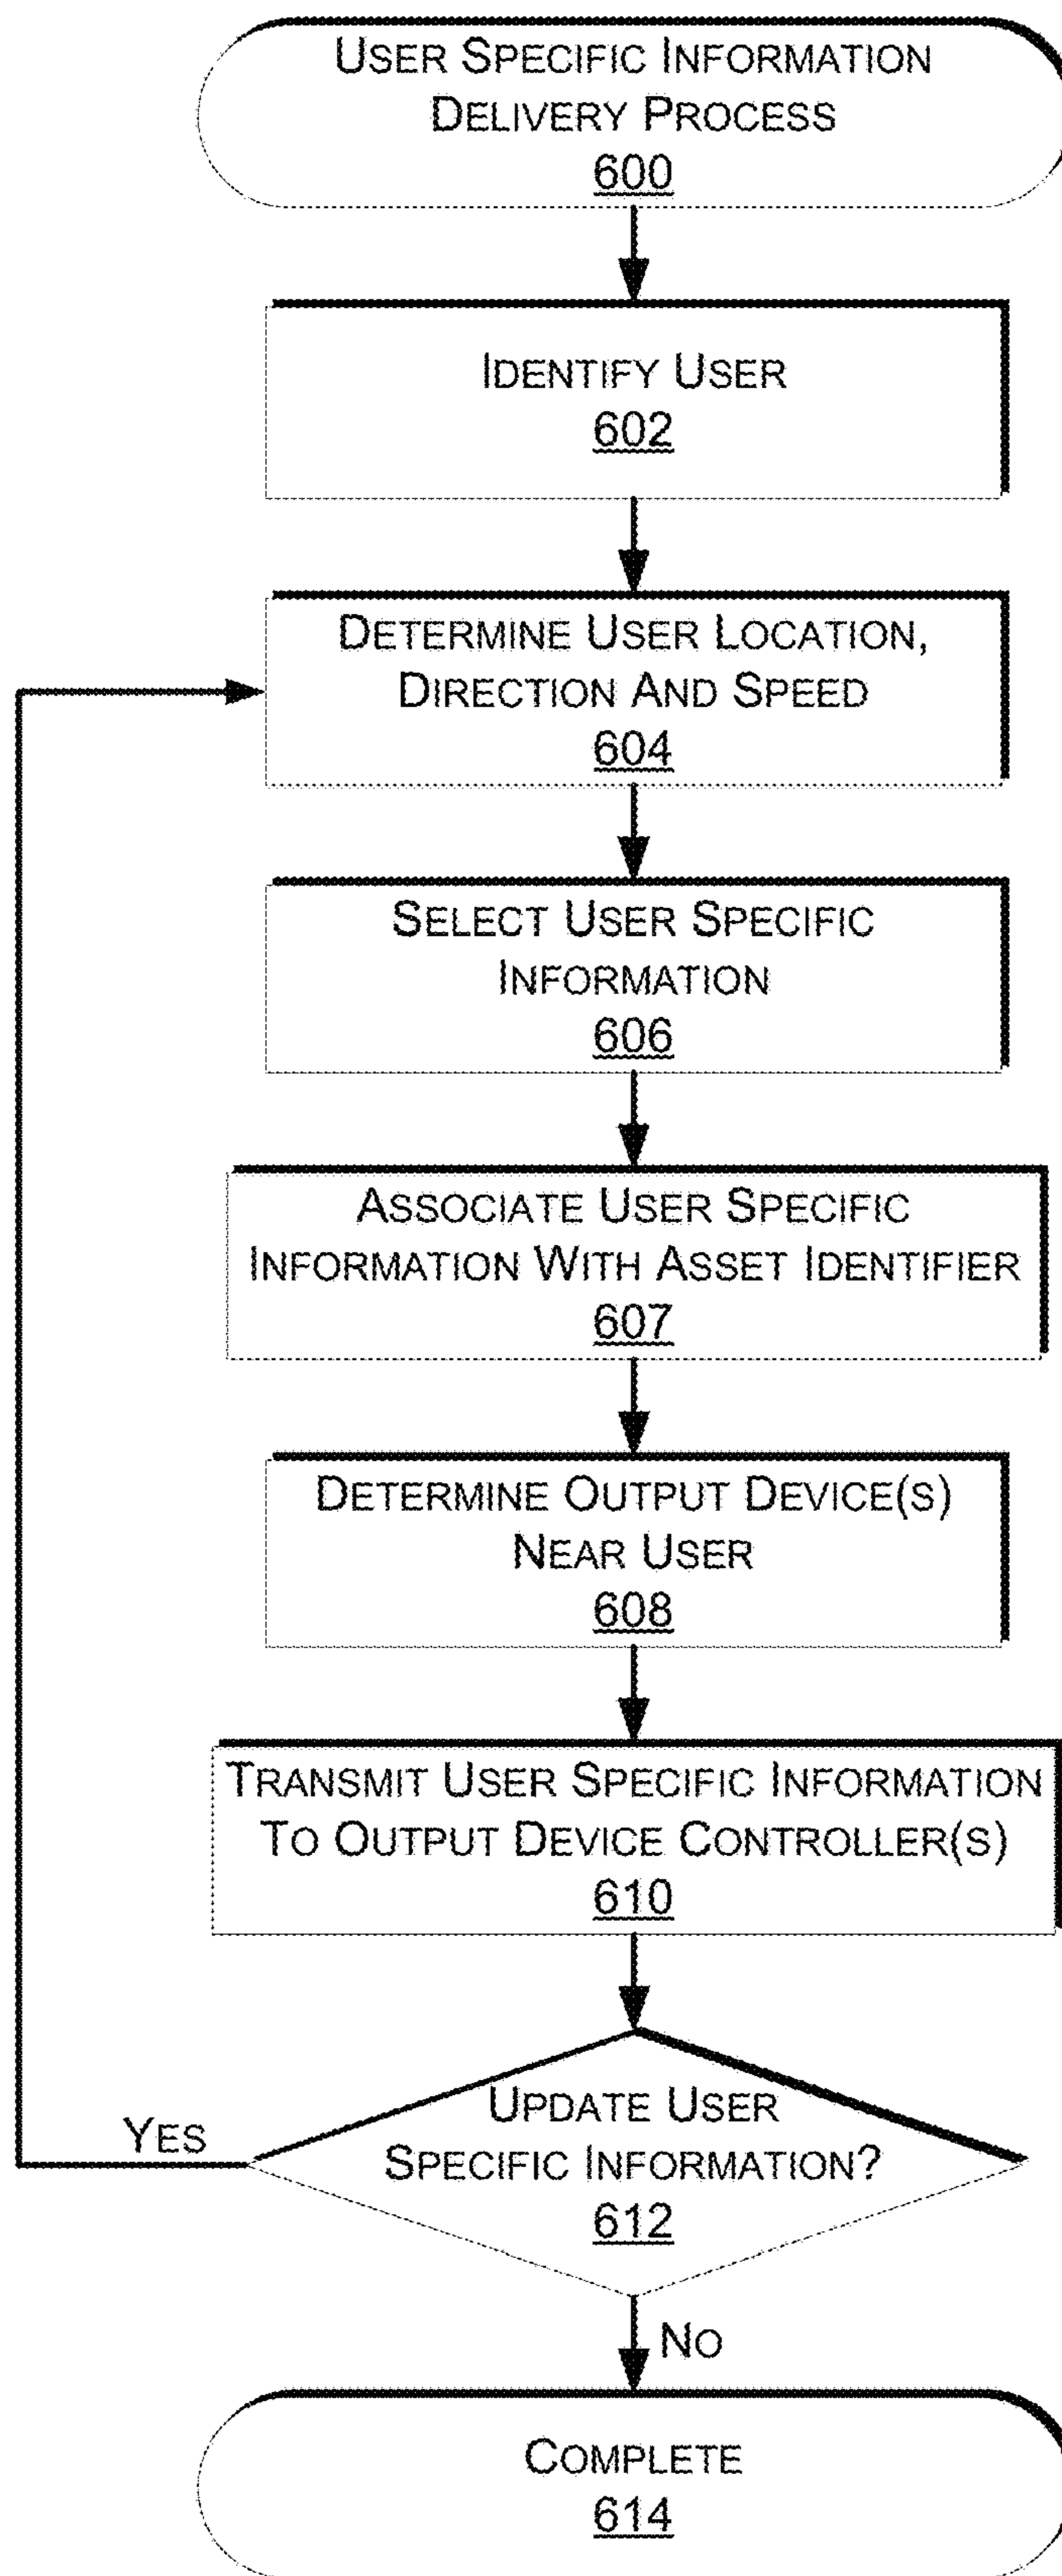 USER SPECIFIC INFORMATION
DELIVERY PROCESS
600
IDENTIFY USER
602
DETERMINE USER LOCATION,
DIRECTION AND SPEED
604
SELECT USER SPECIFIC
INFORMATION
606
ASSOCIATE USER SPECIFIC
INFORMATION WITH ASSET IDENTIFIER
607
DETERMINE OUTPUT DEVICE(S)
NEAR USER
608
TRANSMIT USER SPECIFIC INFORMATION
TO OUTPUT DEVICE CONTROLLER(S)
610
UPDATE USER
SPECIFIC INFORMATION?
612
YES
NO
COMPLETE
614